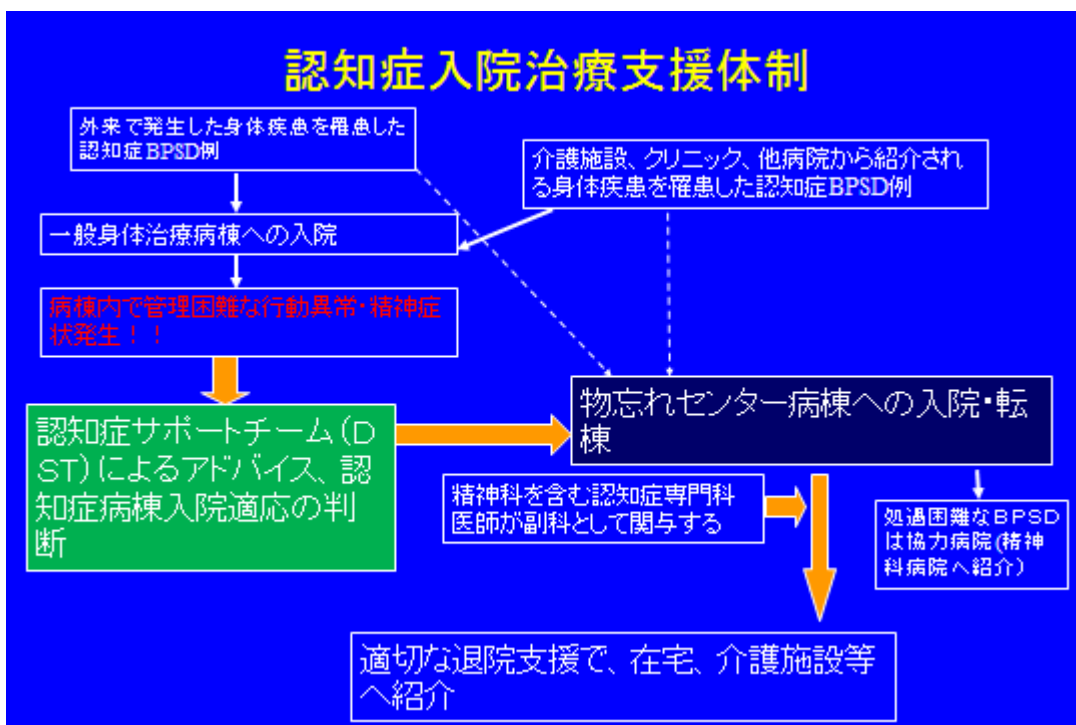 認知症入院治療支援体制
外来で発生した身体疾患を罹患した
認知症BPSD例
介護施設、クリニック、他病院から紹介され
る身体疾患を罹患した認知症BPSD例
一般身体治療病棟への入院
病棟内で管理困難な行動異常・精神症
状発生！！
認知症サポートチーム（D
ST）によるアドバイス、認
知症病棟入院適応の判
断
物忘れセンター病棟への入院・転
棟
精神科を含む認知症専門科
医師が副科として関与する
処遇困難なBPSD
は協力病院(精神
科病院へ紹介）
適切な退院支援で、在宅、介護施設等
へ紹介